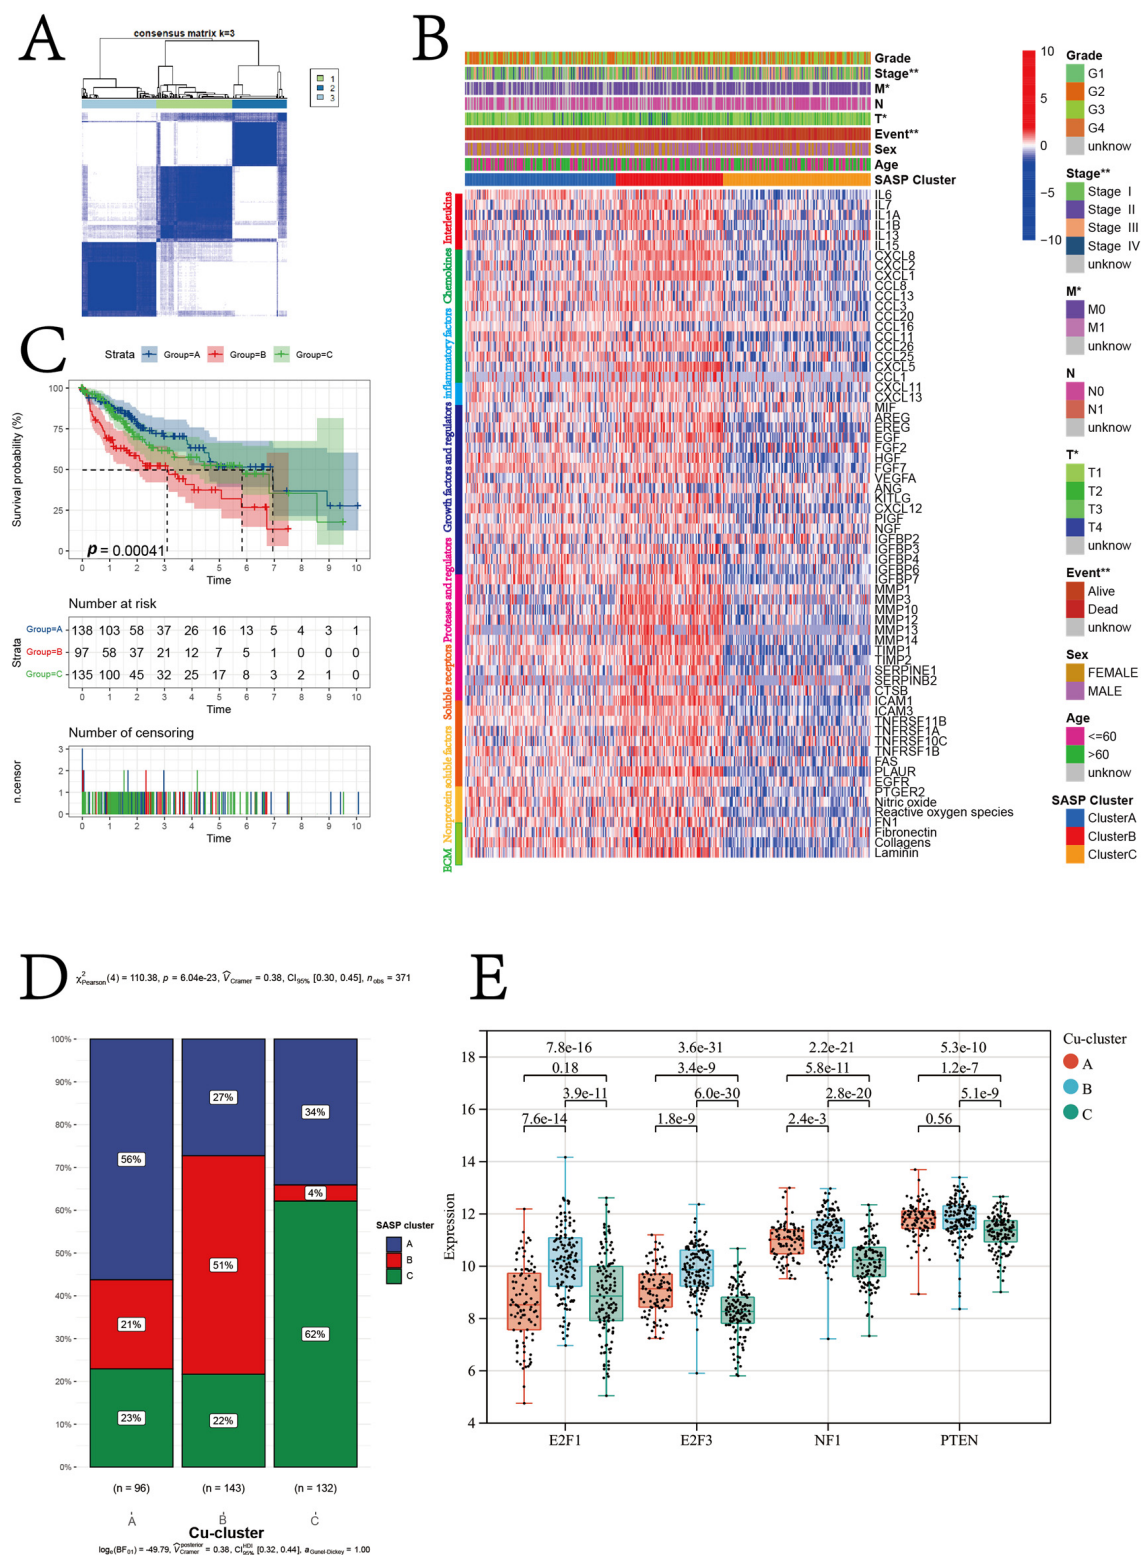 A
consensus matrix k=3
1
2
3
B
Grade
Stage**
M*
N
T*
Event**
Sex
Age
SASP Cluster
Interleukins
Chemokines
inflammatory factors
Growth factors and regulators
Proteases and regulators
Soluble receptors
Nonprotein soluble factors
ECM
IL6
IL7
IL1A
IL1B
IL13
IL15
CXCL8
CXCL2
CXCL1
CCL8
CCL13
CCL3
CCL20
CCL16
CCL11
CCL26
CCL25
CXCL5
CCL1
CXCL11
CXCL13
MIF
AREG
EREG
EGF
FGF2
HGF
FGF7
VEGFA
ANG
KITLG
CXCL12
PIGF
NGF
IGFBP2
IGFBP3
IGFBP4
IGFBP6
IGFBP7
MMP1
MMP3
MMP10
MMP12
MMP13
MMP14
TIMP1
TIMP2
SERPINE1
SERPINB2
CTSB
ICAM1
ICAM3
TNFRSF11B
TNFRSF1A
TNFRSF10C
TNFRSF1B
FAS
PLAUR
EGFR
PTGER2
Nitric oxide
Reactive oxygen species
FN1
Fibronectin
Collagens
Laminin
10
5
0
−5
−10
Grade
G1
G2
G3
G4
unknow
Stage**
Stage I
Stage II
Stage III
Stage IV
unknow
M*
M0
M1
unknow
N
N0
N1
unknow
T*
T1
T2
T3
T4
unknow
Event**
Alive
Dead
unknow
Sex
FEMALE
MALE
Age
<=60
>60
unknow
SASP Cluster
ClusterA
ClusterB
ClusterC
C
Strata Group=A Group=B Group=C
Survival probability (%)
100
75
50
25
0
p = 0.00041
0 1 2 3 4 5 6 7 8 9 10
Time
Number at risk
Strata
Group=A 138 103 58 37 26 16 13 5 4 3 1
Group=B 97 58 37 21 12 7 5 1 0 0 0
Group=C 135 100 45 32 25 17 8 3 2 1 0
0 1 2 3 4 5 6 7 8 9 10
Time
Number of censoring
n.censor
3
2
1
0
0 1 2 3 4 5 6 7 8 9 10
Time
D
χ²Pearson(4) = 110.38, p = 6.04e-23, V̂Cramer = 0.38, CI95% [0.30, 0.45], nobs = 371
100%
90%
80%
70%
60%
50%
40%
30%
20%
10%
0%
56%
21%
23%
27%
51%
22%
34%
4%
62%
SASP cluster
A
B
C
(n = 96) (n = 143) (n = 132)
A B C
Cu-cluster
loge(BF01) = -49.79, V̂posterior Cramer = 0.38, CIHDI 95% [0.32, 0.44], aGunel-Dickey = 1.00
E
Expression
18
16
14
12
10
8
6
4
7.8e-16 3.6e-31 2.2e-21 5.3e-10
0.18 3.4e-9 5.8e-11 1.2e-7
3.9e-11 6.0e-30 2.8e-20 5.1e-9
7.6e-14 1.8e-9 2.4e-3 0.56
E2F1 E2F3 NF1 PTEN
Cu-cluster
A
B
C